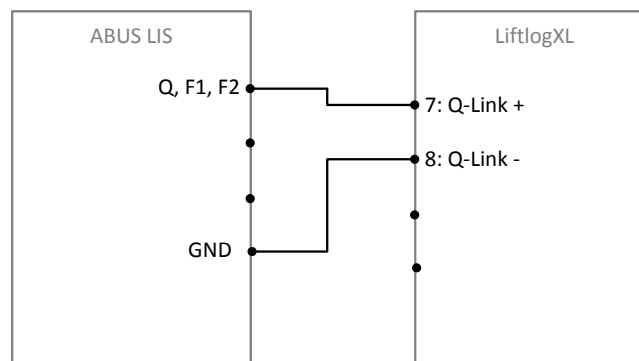 ABUS LIS
LiftlogXL
Q, F1, F2
7: Q-Link +
8: Q-Link -
GND